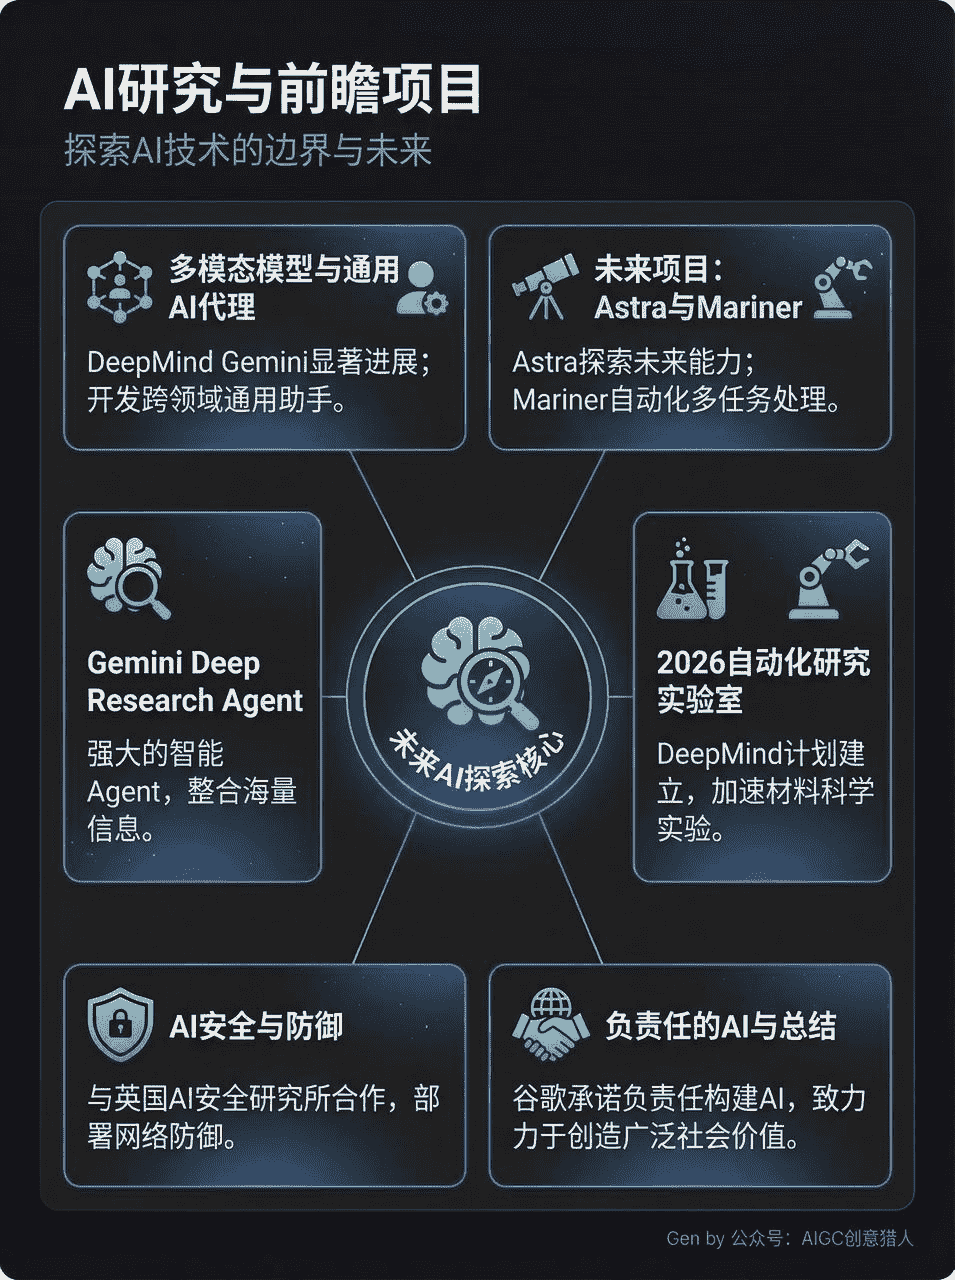 AI研究与前瞻项目
探索AI技术的边界与未来
多模态模型与通用
AI代理
DeepMind Gemini显著进展；
开发跨领域通用助手。
未来项目：
Astra与Mariner
Astra探索未来能力；
Mariner自动化多任务处理。
Gemini Deep
Research Agent
强大的智能
Agent，整合海量
信息。
未来AI探索核心
2026自动化研究
实验室
DeepMind计划建
立，加速材料科学
实验。
AI安全与防御
与英国AI安全研究所合作，部
署网络防御。
负责任的AI与总结
谷歌承诺负责任构建AI，致力
力于创造广泛社会价值。
Gen by 公众号：AIGC创意猎人